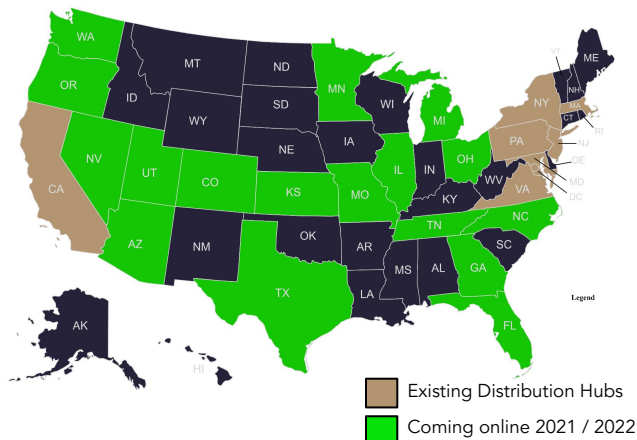 WA
MT
ND
MN
VT
ME
OR
ID
SD
WI
NH
NY
MA
WY
MI
CT
RI
IA
PA
NJ
NE
NV
OH
DE
IL
IN
UT
CO
WV
MD
CA
KS
MO
VA
DC
KY
NC
TN
OK
AZ
NM
AR
SC
MS
AL
GA
TX
LA
Legend
AK
FL
HI
Existing Distribution Hubs
Coming online 2021 / 2022